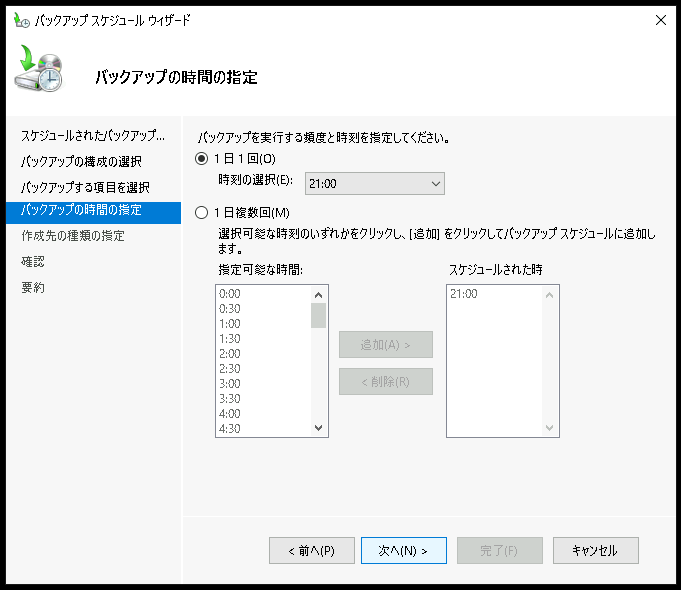 バックアップ スケジュール ウィザード
バックアップの時間の指定
スケジュールされたバックアップ...
バックアップの構成の選択
バックアップする項目を選択
バックアップの時間の指定
作成先の種類の指定
確認
要約
バックアップを実行する頻度と時刻を指定してください。
1 日 1 回(O)
時刻の選択(E):
21:00
1 日複数回(M)
選択可能な時刻のいずれかをクリックし、[追加] をクリックしてバックアップ スケジュールに追加し
ます。
指定可能な時間:
スケジュールされた時
0:00
0:30
1:00
1:30
2:00
2:30
3:00
3:30
4:00
4:30
追加(A) >
< 削除(R)
21:00
< 前へ(P)
次へ(N) >
完了(F)
キャンセル